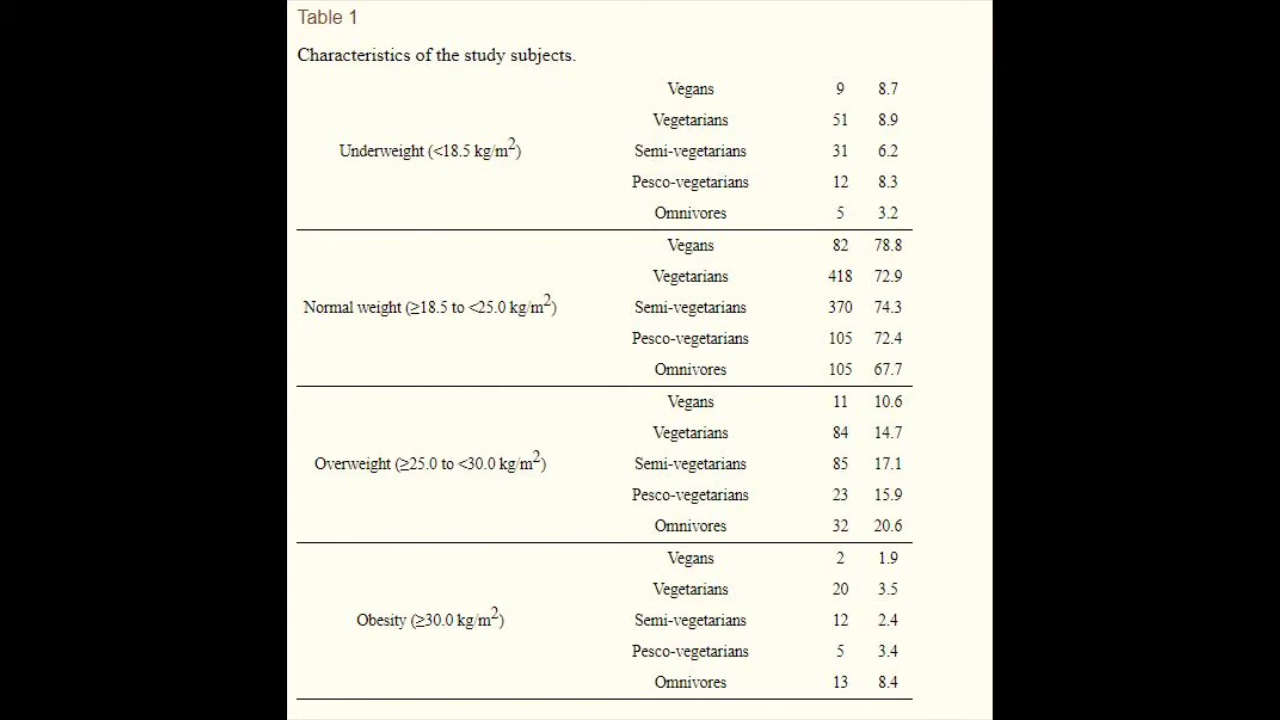 Table 1
Characteristics of the study subjects.
Underweight (<18.5 kg/m2)
Vegans 9 8.7
Vegetarians 51 8.9
Semi-vegetarians 31 6.2
Pesco-vegetarians 12 8.3
Omnivores 5 3.2
Normal weight (≥18.5 to <25.0 kg/m2)
Vegans 82 78.8
Vegetarians 418 72.9
Semi-vegetarians 370 74.3
Pesco-vegetarians 105 72.4
Omnivores 105 67.7
Overweight (≥25.0 to <30.0 kg/m2)
Vegans 11 10.6
Vegetarians 84 14.7
Semi-vegetarians 85 17.1
Pesco-vegetarians 23 15.9
Omnivores 32 20.6
Obesity (≥30.0 kg/m2)
Vegans 2 1.9
Vegetarians 20 3.5
Semi-vegetarians 12 2.4
Pesco-vegetarians 5 3.4
Omnivores 13 8.4